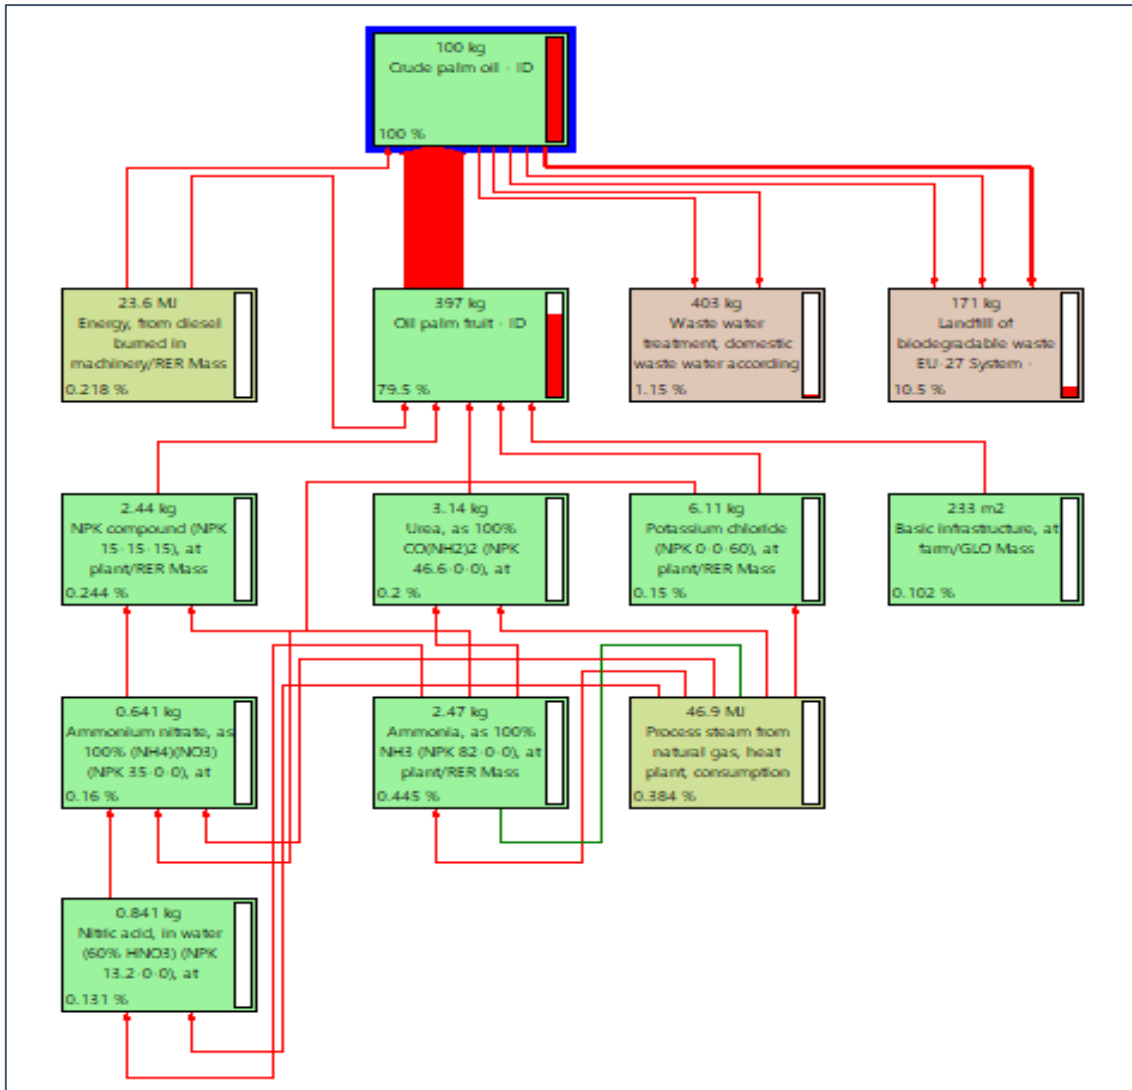 100 kg
Crude palm oil · ID
100 %
23.6 MJ
Energy, from diesel
burned in
machinery/RER Mass
0.218 %
397 kg
Oil palm fruit · ID
79.5 %
403 kg
Waste water
treatment, domestic
waste water according
1.15 %
171 kg
Landfill of
biodegradable waste
EU·27 System ·
10.5 %
2.44 kg
NPK compound (NPK
15·15·15), at
plant/RER Mass
0.244 %
3.14 kg
Urea, as 100%
CO(NH2)2 (NPK
46.6·0·0), at
0.2 %
6.11 kg
Potassium chloride
(NPK 0·0·60), at
plant/RER Mass
0.15 %
233 m2
Basic infrastructure, at
farm/GLO Mass
0.102 %
0.641 kg
Ammonium nitrate, as
100% (NH4)(NO3)
(NPK 35·0·0), at
0.16 %
2.47 kg
Ammonia, as 100%
NH3 (NPK 82·0·0), at
plant/RER Mass
0.445 %
46.9 MJ
Process steam from
natural gas, heat
plant, consumption
0.384 %
0.841 kg
Nitric acid, in water
(60% HNO3) (NPK
13.2·0·0), at
0.131 %